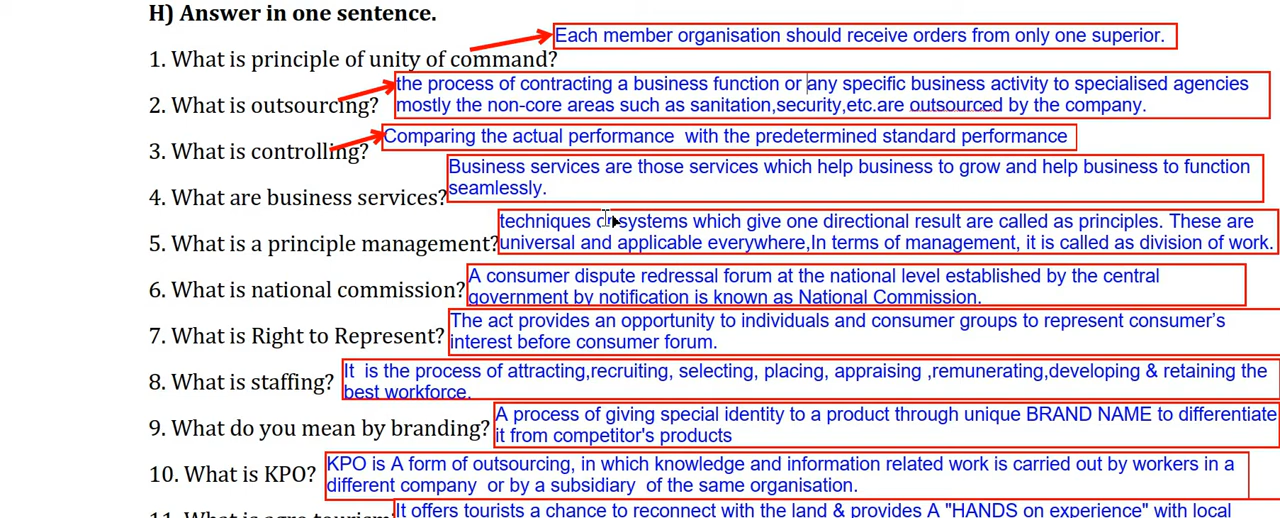 H) Answer in one sentence.
Each member organisation should receive orders from only one superior.
1. What is principle of unity of command?
the process of contracting a business function or any specific business activity to specialised agencies
mostly the non-core areas such as sanitation,security,etc.are outsourced by the company.
2. What is outsourcing?
Comparing the actual performance with the predetermined standard performance
3. What is controlling?
Business services are those services which help business to grow and help business to function
seamlessly.
4. What are business services?
techniques or systems which give one directional result are called as principles. These are
universal and applicable everywhere,In terms of management, it is called as division of work.
5. What is a principle management?
A consumer dispute redressal forum at the national level established by the central
government by notification is known as National Commission.
6. What is national commission?
The act provides an opportunity to individuals and consumer groups to represent consumer's
interest before consumer forum.
7. What is Right to Represent?
It is the process of attracting,recruiting, selecting, placing, appraising ,remunerating,developing & retaining the
best workforce.
8. What is staffing?
A process of giving special identity to a product through unique BRAND NAME to differentiate
it from competitor's products
9. What do you mean by branding?
KPO is A form of outsourcing, in which knowledge and information related work is carried out by workers in a
different company or by a subsidiary of the same organisation.
10. What is KPO?
It offers tourists a chance to reconnect with the land & provides A "HANDS on experience" with local
11. What is agro tourism